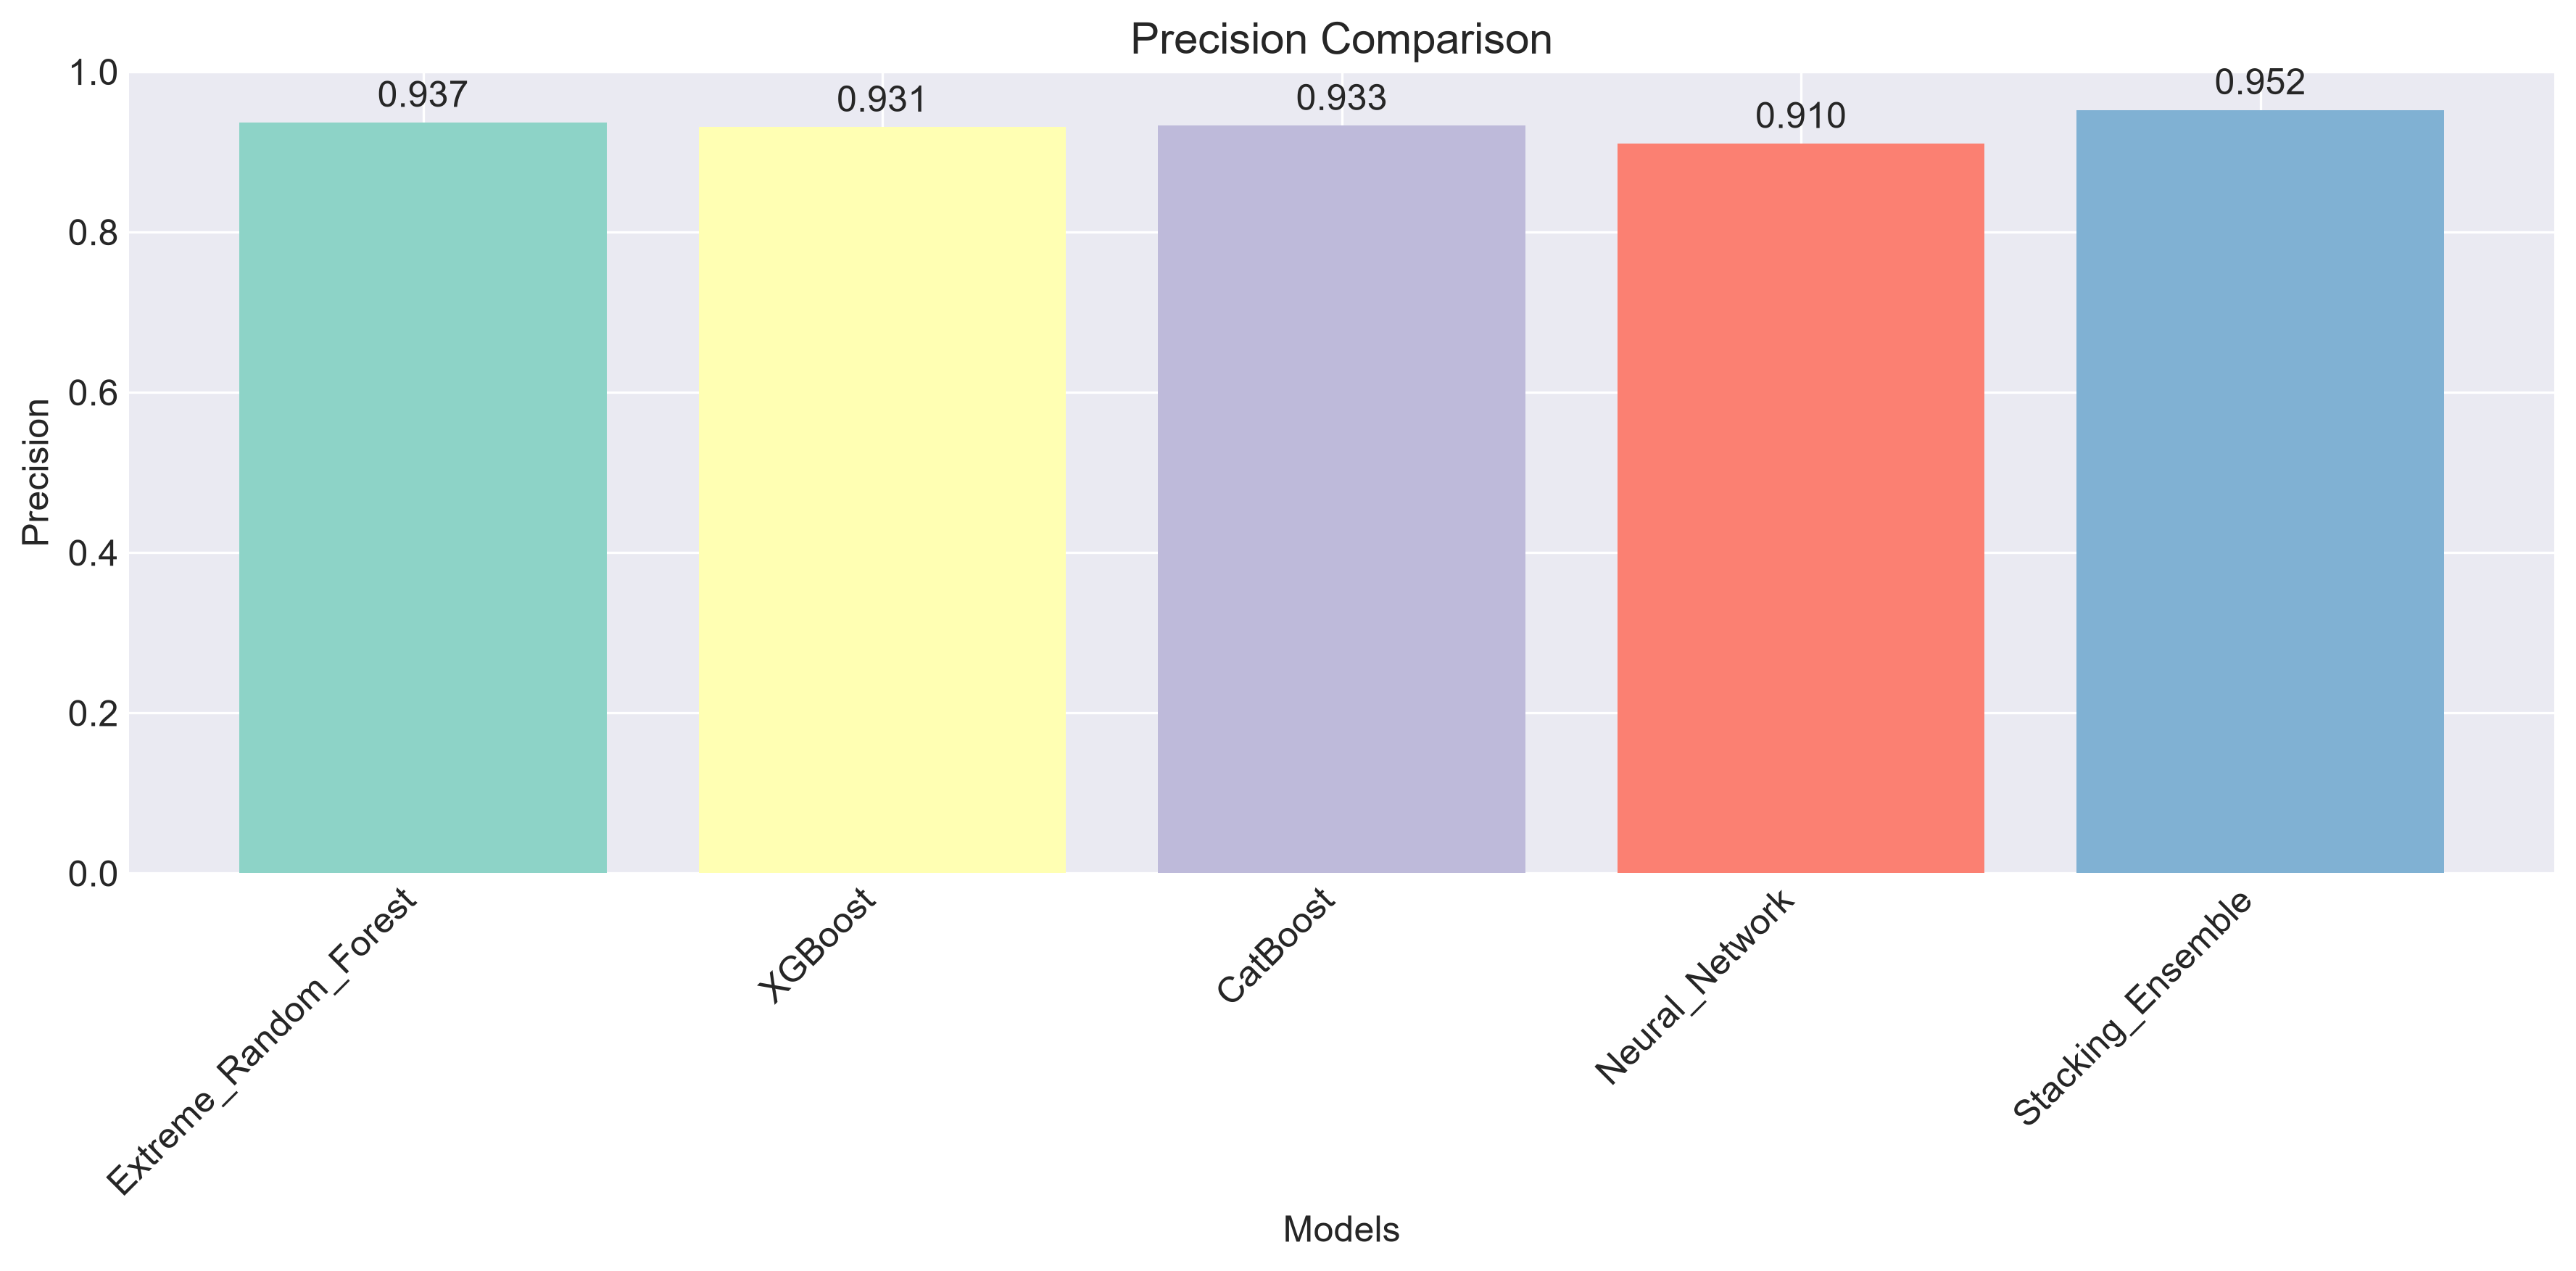 Precision Comparison
1.0
0.8
0.6
0.4
0.2
0.0
Precision
0.937
0.931
0.933
0.910
0.952
Extreme_Random_Forest
XGBoost
CatBoost
Neural_Network
Stacking_Ensemble
Models